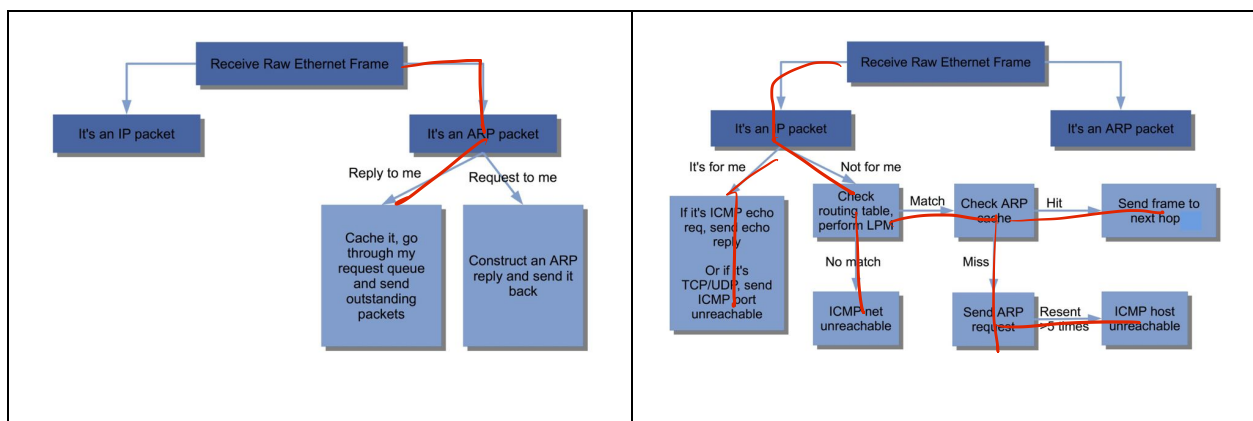 Receive Raw Ethernet Frame
It's an IP packet
It's an ARP packet
Reply to me
Request to me
Cache it, go
through my
request queue
and send
outstanding
packets
Construct an ARP
reply and send it
back
Receive Raw Ethernet Frame
It's an IP packet
It's an ARP packet
It's for me
Not for me
If it's ICMP echo
req, send echo
reply
Or if it's
TCP/UDP, send
ICMP port
unreachable
Check
routing table,
perform LPM
Match
Check ARP
cache
Hit
Send frame to
next hop
No match
Miss
ICMP net
unreachable
Send ARP
request
Resent
>5 times
ICMP host
unreachable